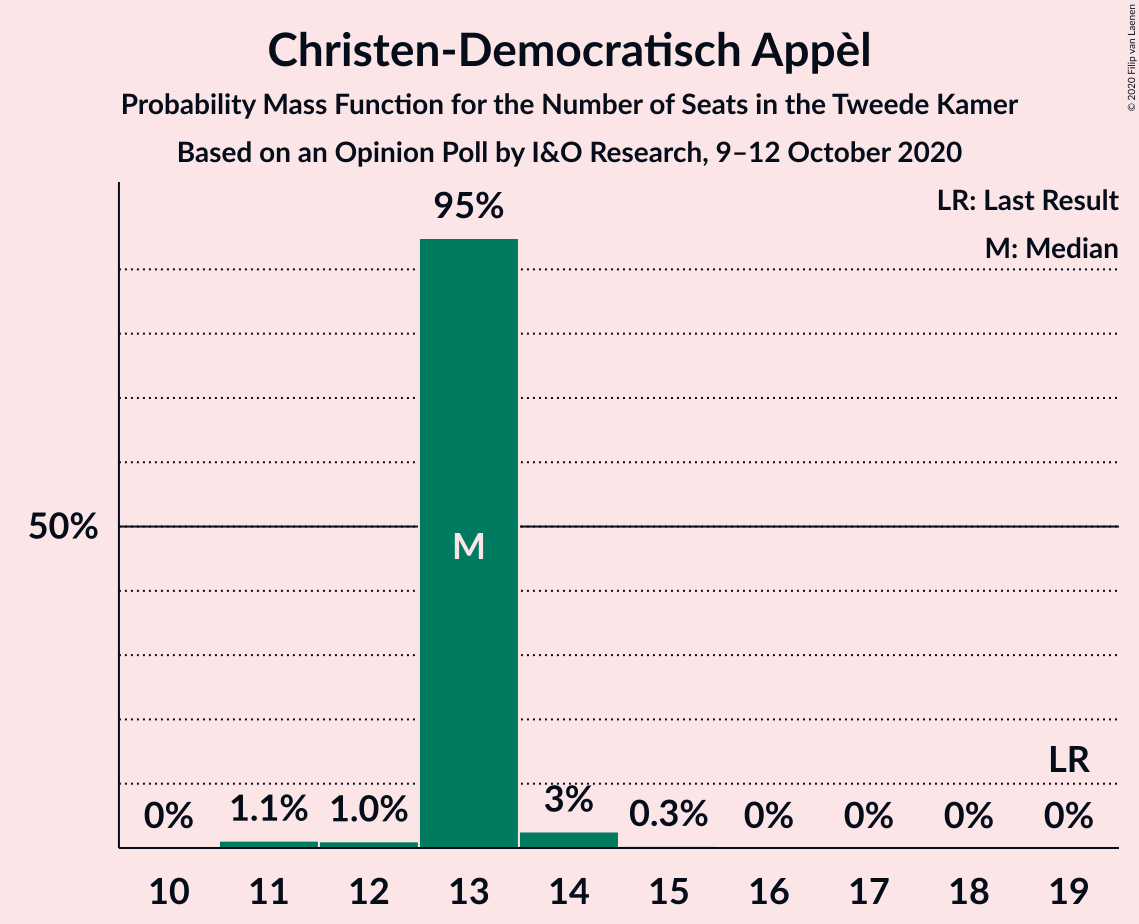 Christen-Democratisch Appèl
Probability Mass Function for the Number of Seats in the Tweede Kamer
Based on an Opinion Poll by I&O Research, 9–12 October 2020
© 2020 Filip van Laenen
LR: Last Result
M: Median
95%
50%
M
LR
0% 1.1% 1.0% 3% 0.3% 0% 0% 0% 0%
10 11 12 13 14 15 16 17 18 19